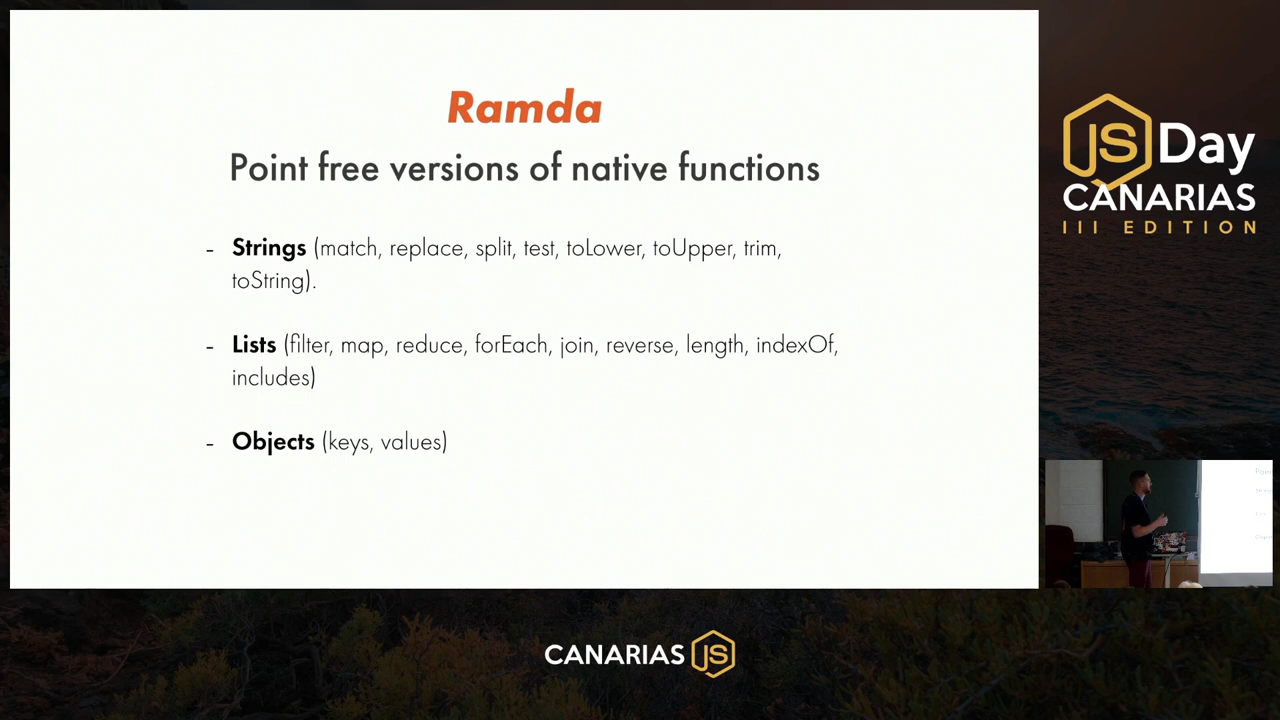 Ramda
Point free versions of native functions
- Strings (match, replace, split, test, toLower, toUpper, trim,
toString).
- Lists (filter, map, reduce, forEach, join, reverse, length, indexOf,
includes)
- Objects (keys, values)
JS Day
CANARIAS
III EDITION
CANARIAS JS